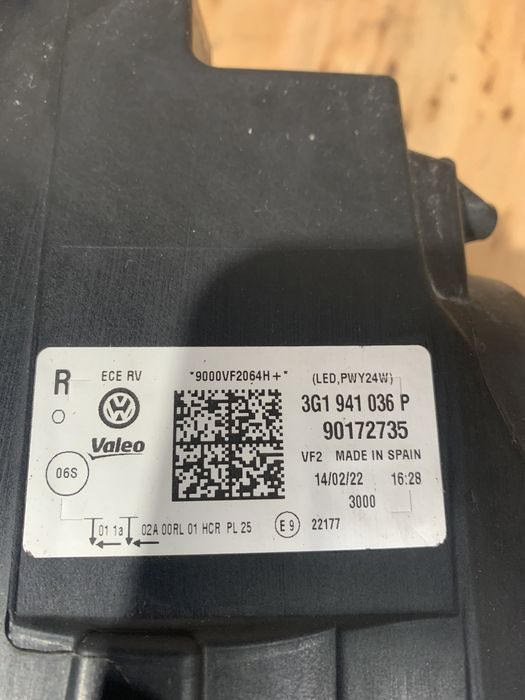 R ECE RV *9000VF2064H+* (LED,PWY24W)
3G1 941 036 P
Valeo 90172735
VF2 MADE IN SPAIN
06S 14/02/22 16:28
3000
01 1a 02A 00RL 01 HCR PL 25 E9 22177